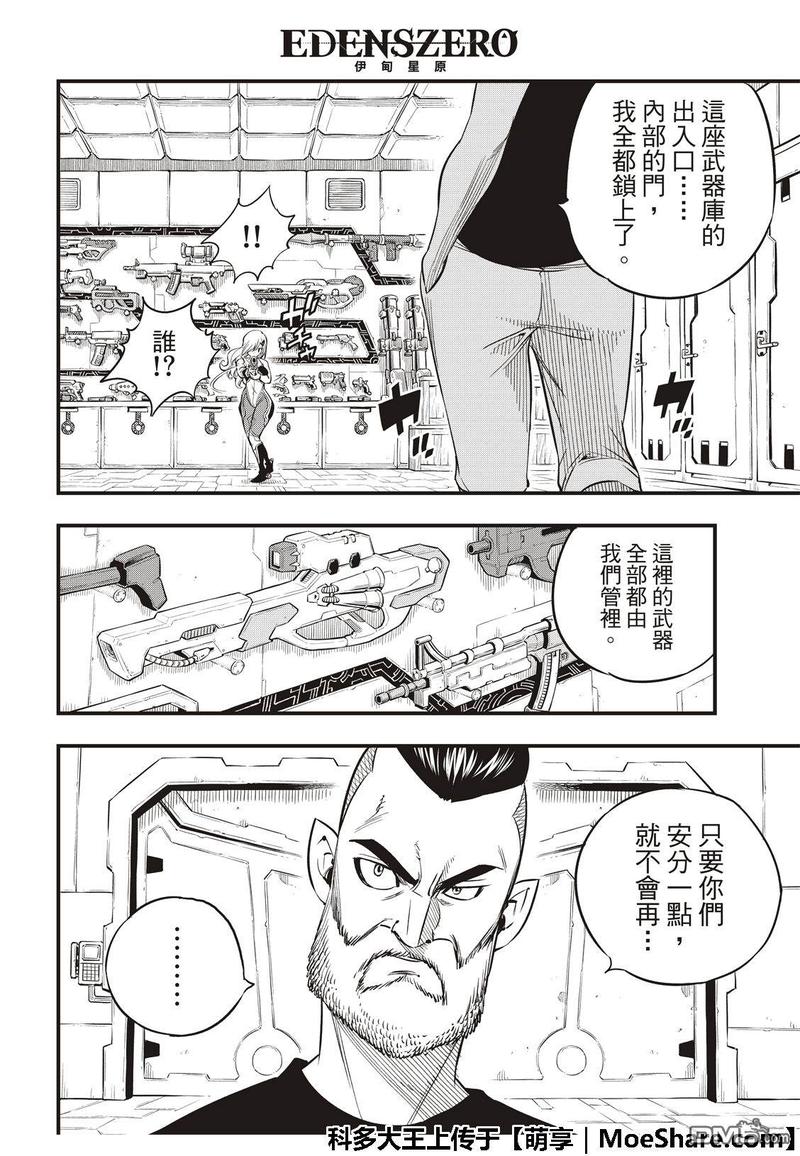 EDENSZERO
伊甸星原
這座武器庫的
出入口⋯⋯
內部的門，
我全都鎖上了。
!!
誰!?
這裡的武器
全部都由
我們管裡。
只要你們
安分一點，
就不會再⋯
⋯⋯⋯
科多大王上传于【萌享｜MoeShare.com】